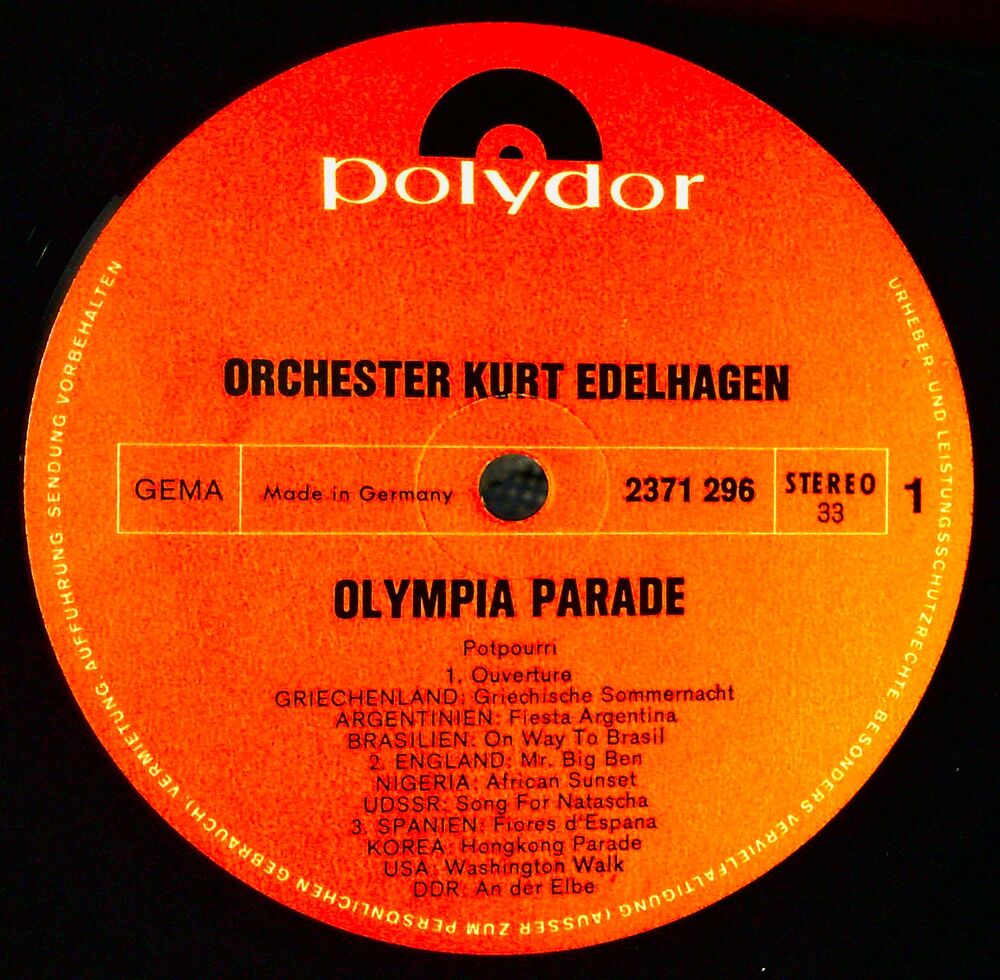 polydor
ORCHESTER KURT EDELHAGEN
GEMA
Made in Germany
2371 296
STEREO
33
1
OLYMPIA PARADE
Potpourri
1. Ouverture
GRIECHENLAND: Griechische Sommernacht
ARGENTINIEN: Fiesta Argentina
BRASILIEN: On Way To Brasil
2. ENGLAND: Mr. Big Ben
NIGERIA: African Sunset
UDSSR: Song For Natascha
3. SPANIEN: Flores d'Espana
KOREA: Hongkong Parade
USA: Washington Walk
DDR: An der Elbe
URHEBER- UND LEISTUNGSSCHUTZRECHTE, BESONDERS VERVIELFÄLTIGUNG (AUSSER ZUM PERSÖNLICHEN GEBRAUCH), VERMIETUNG, AUFFÜHRUNG, SENDUNG VORBEHALTEN